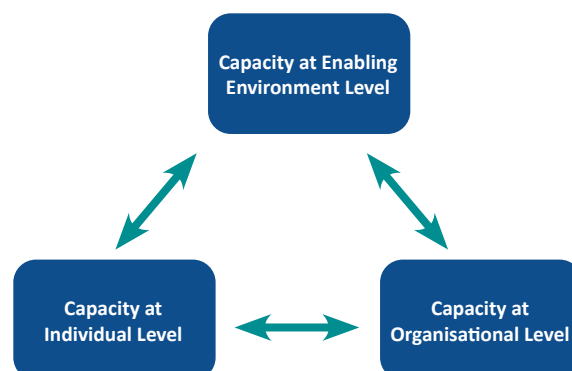 Capacity at Enabling
Environment Level
Capacity at
Individual Level
Capacity at
Organisational Level